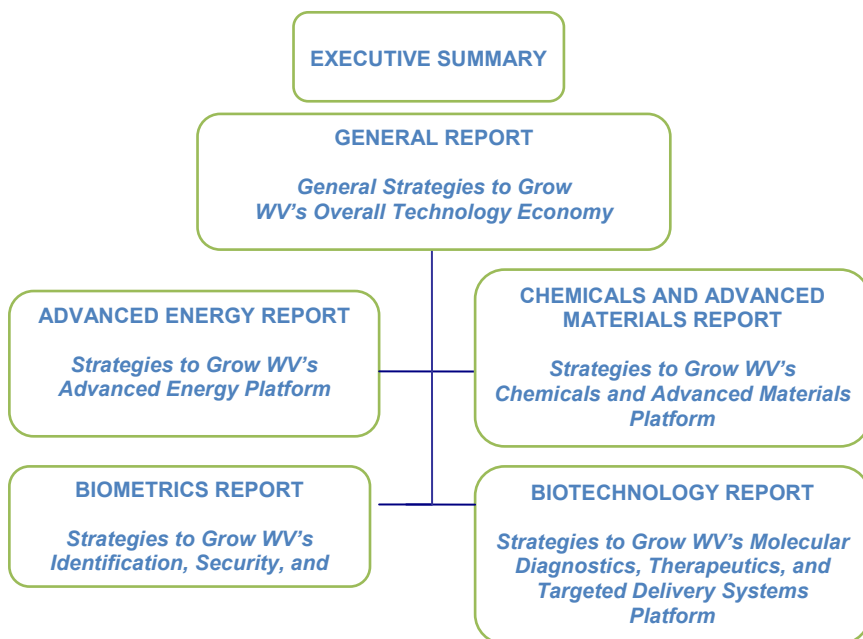 EXECUTIVE SUMMARY
GENERAL REPORT
General Strategies to Grow
WV’s Overall Technology Economy
ADVANCED ENERGY REPORT
Strategies to Grow WV’s
Advanced Energy Platform
CHEMICALS AND ADVANCED
MATERIALS REPORT
Strategies to Grow WV’s
Chemicals and Advanced Materials
Platform
BIOMETRICS REPORT
Strategies to Grow WV’s
Identification, Security, and
BIOTECHNOLOGY REPORT
Strategies to Grow WV’s Molecular
Diagnostics, Therapeutics, and
Targeted Delivery Systems
Platform